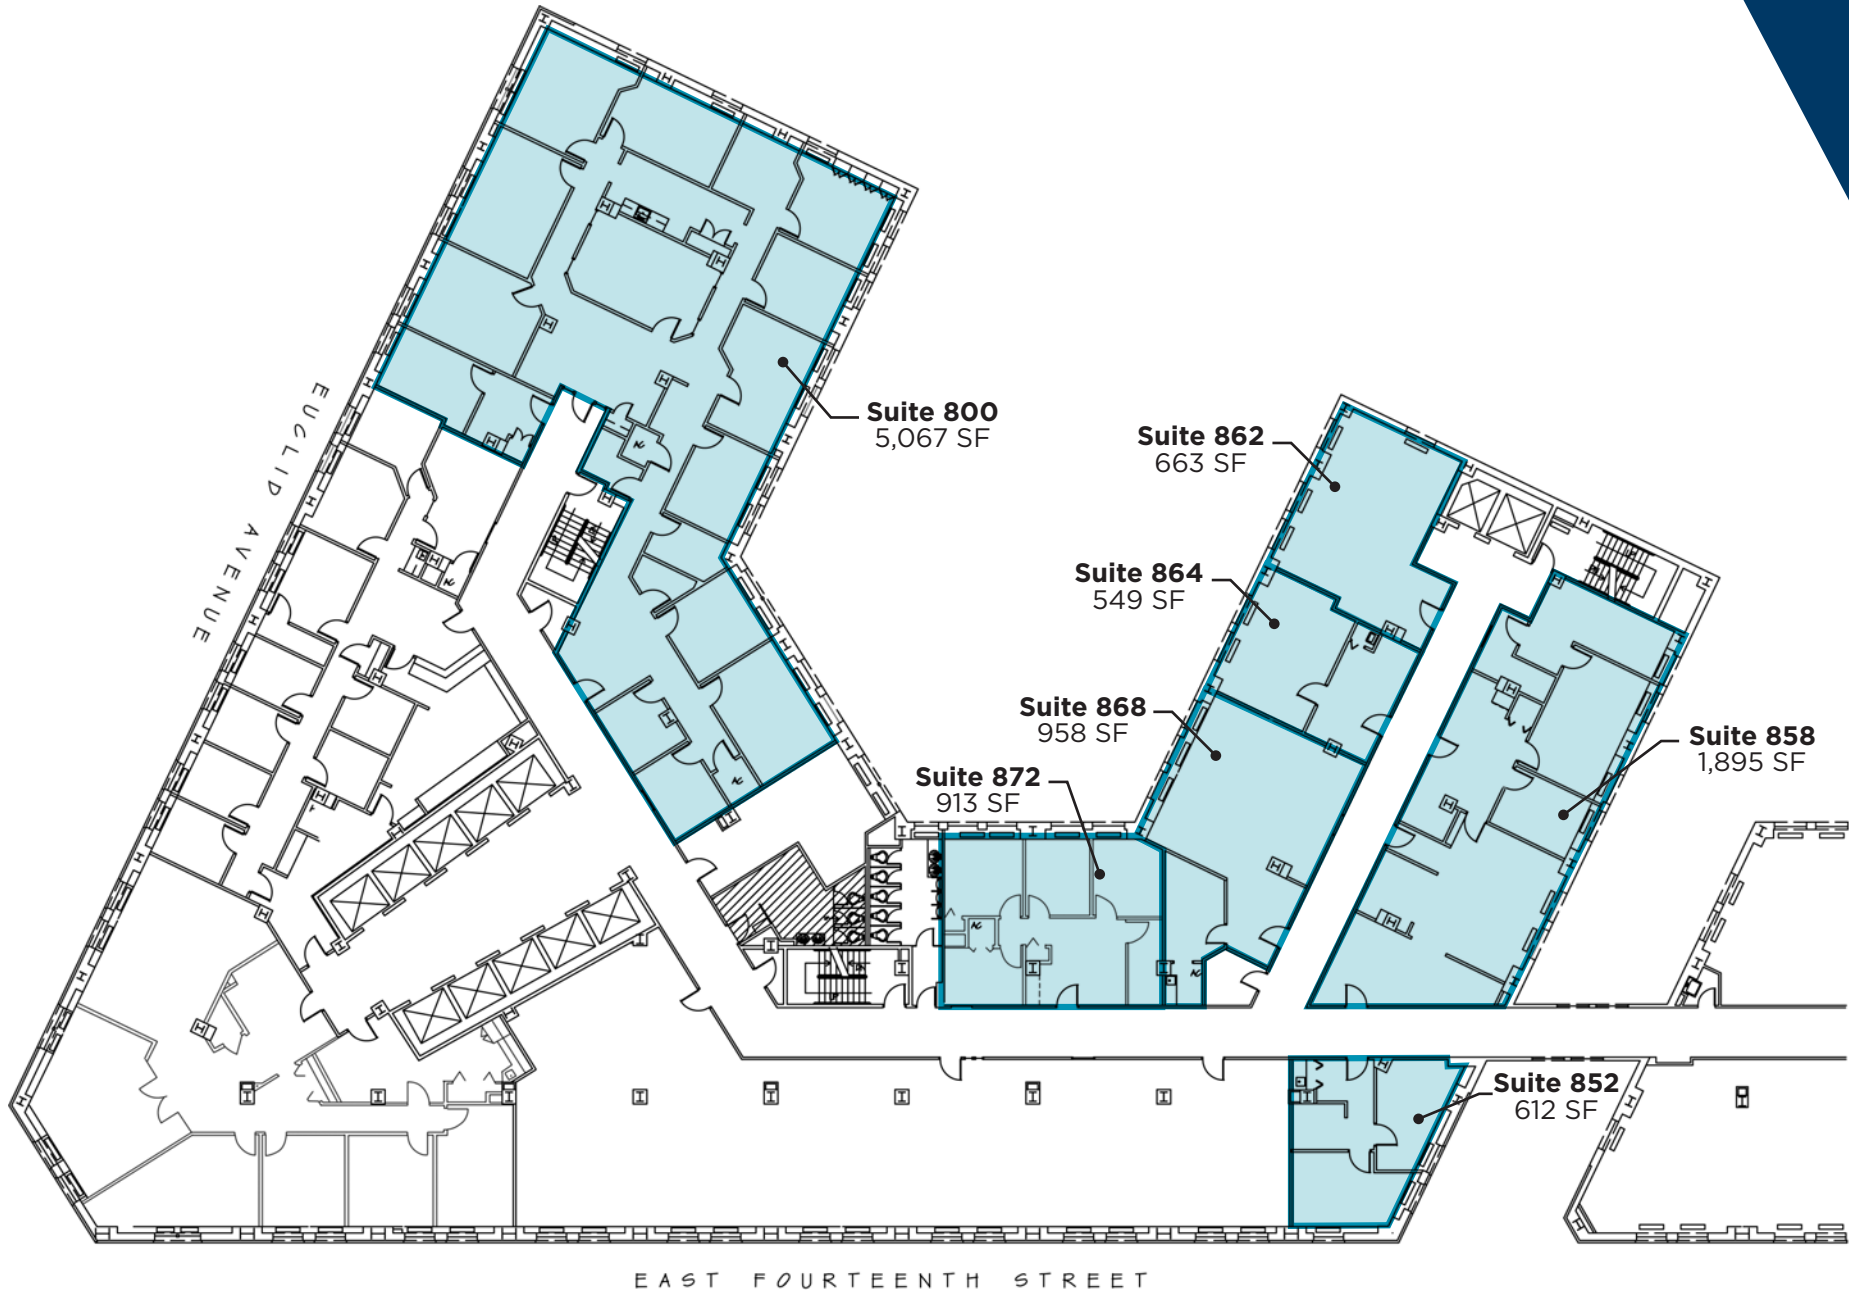 Suite 800
5,067 SF
Suite 862
663 SF
Suite 864
549 SF
Suite 868
958 SF
Suite 872
913 SF
Suite 858
1,895 SF
Suite 852
612 SF
EUCLID AVENUE
EAST FOURTEENTH STREET